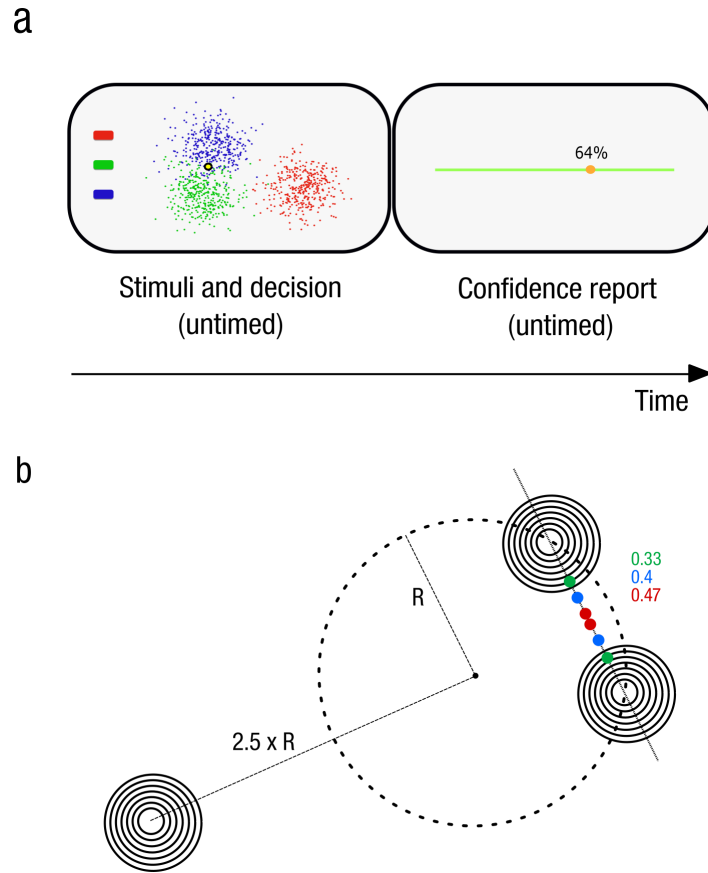 a
64%
Stimuli and decision
(untimed)
Confidence report
(untimed)
Time
b
0.33
0.4
0.47
R
2.5 x R